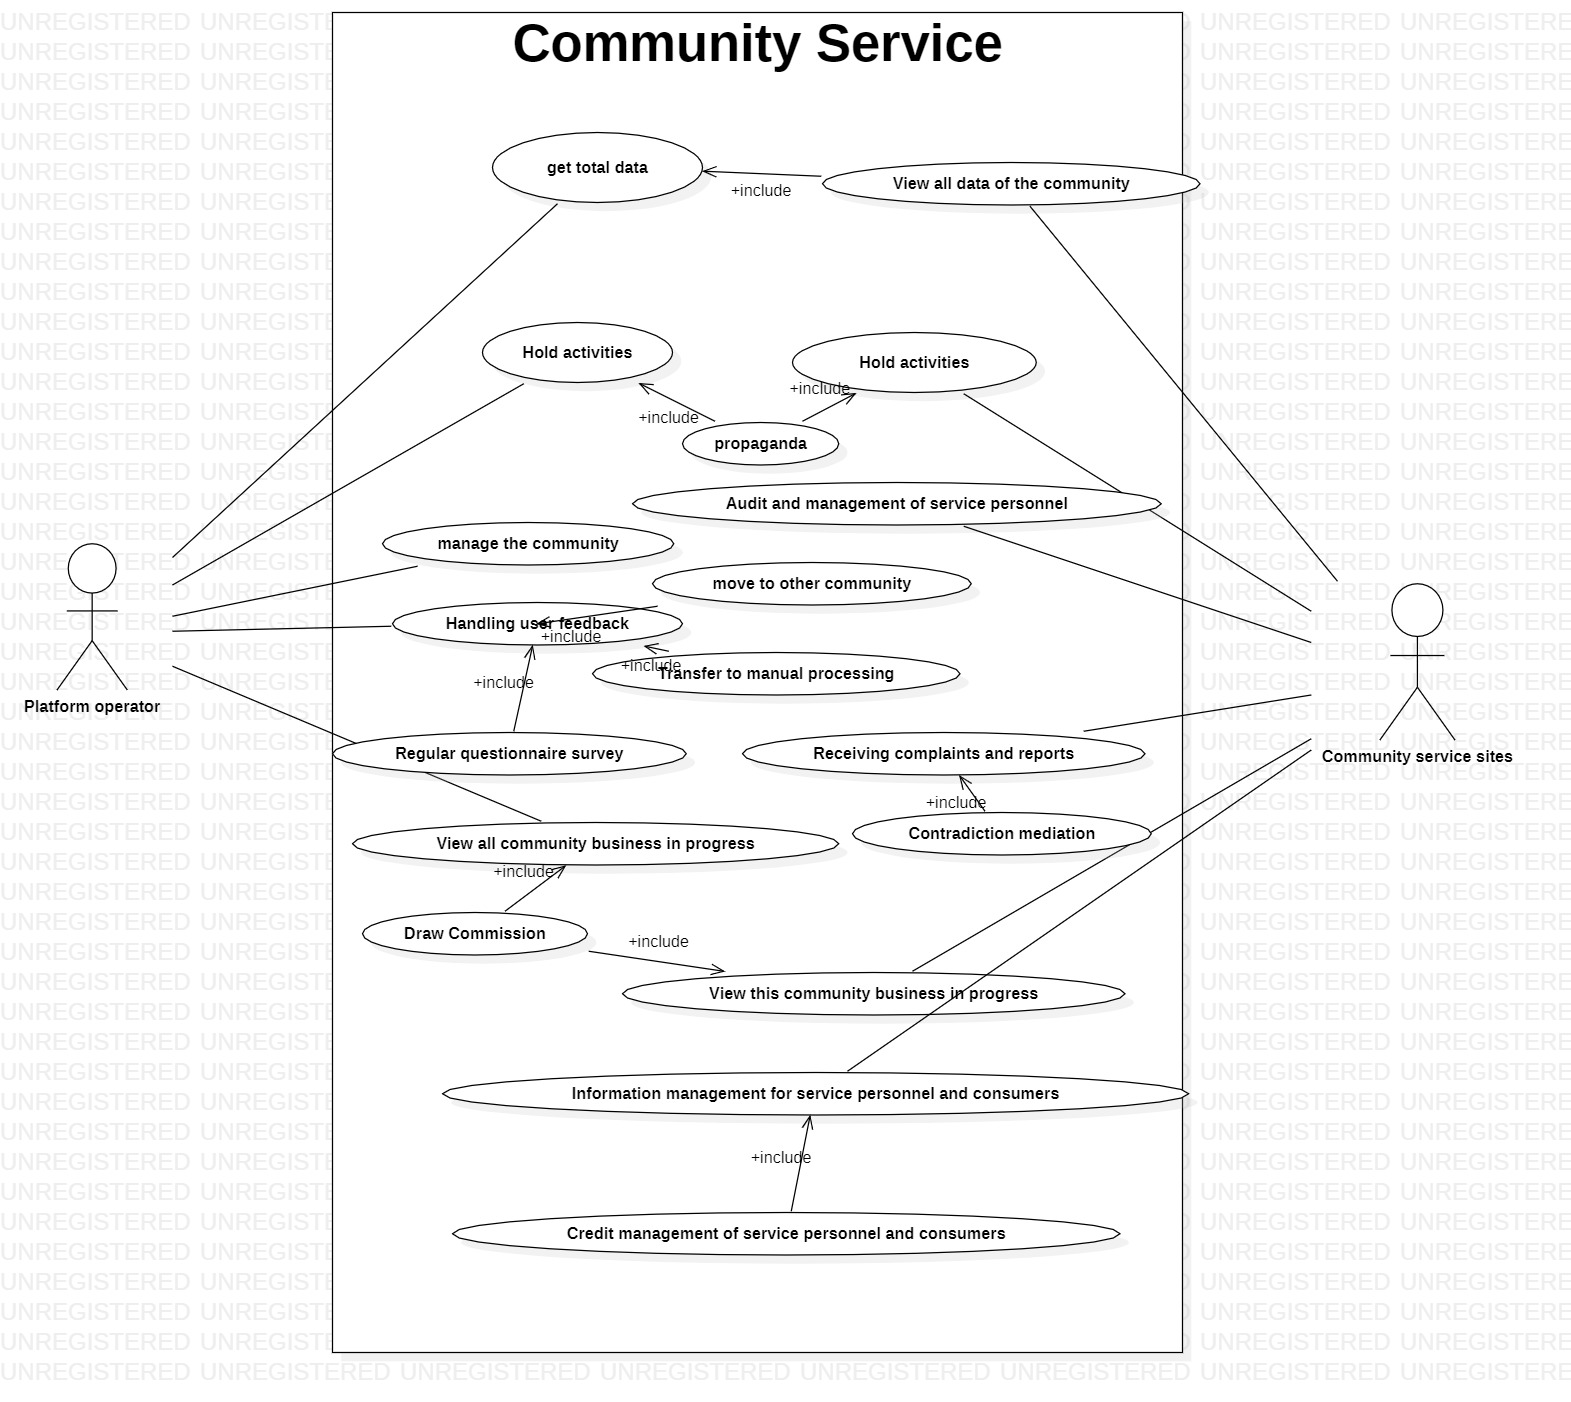 Community Service
get total data
View all data of the community
+include
Hold activities
Hold activities
+include
+include
propaganda
Audit and management of service personnel
manage the community
move to other community
Handling user feedback
+include
+include
Transfer to manual processing
+include
Platform operator
Regular questionnaire survey
Receiving complaints and reports
Community service sites
+include
Contradiction mediation
View all community business in progress
+include
Draw Commission
+include
View this community business in progress
Information management for service personnel and consumers
+include
Credit management of service personnel and consumers
UNREGISTERED UNREGISTERED UNREGISTERED UNREGISTERED UNREGISTERED UNREGISTERED UNREGISTERED UNREGISTERE